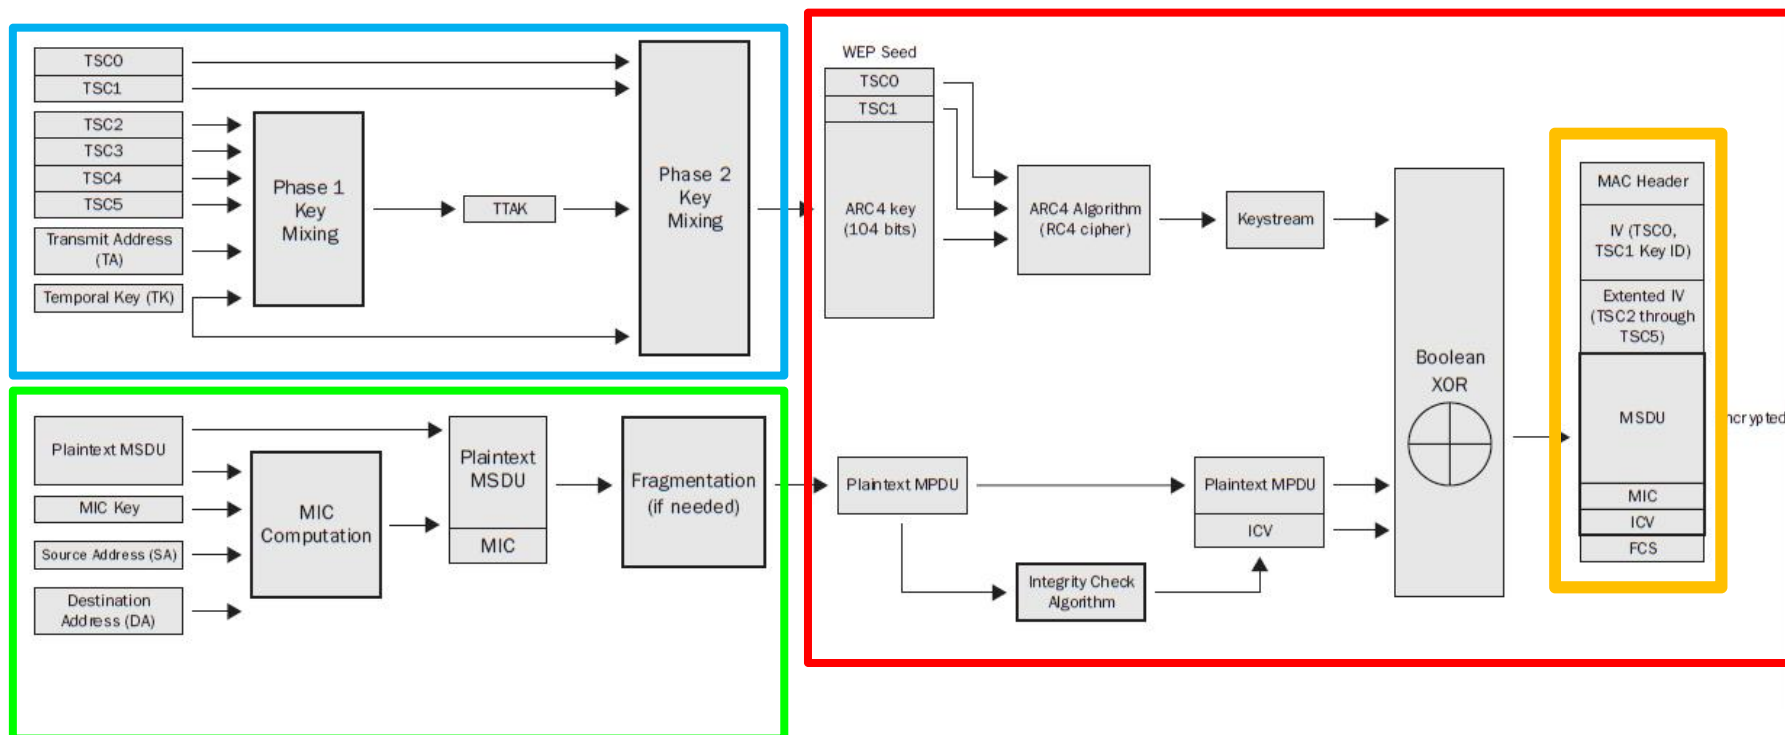 TSC0
TSC1
TSC2
TSC3
TSC4
TSC5
Transmit Address
(TA)
Temporal Key (TK)
Phase 1
Key
Mixing
TTAK
Phase 2
Key
Mixing
WEP Seed
TSC0
TSC1
ARC4 key
(104 bits)
ARC4 Algorithm
(RC4 cipher)
Keystream
Boolean
XOR
MAC Header
IV (TSC0,
TSC1 Key ID)
Extented IV
(TSC2 through
TSC5)
MSDU
MIC
ICV
FCS
ncrypted
Plaintext MSDU
MIC Key
Source Address (SA)
Destination
Address (DA)
MIC
Computation
Plaintext
MSDU
MIC
Fragmentation
(if needed)
Plaintext MPDU
Plaintext MPDU
ICV
Integrity Check
Algorithm